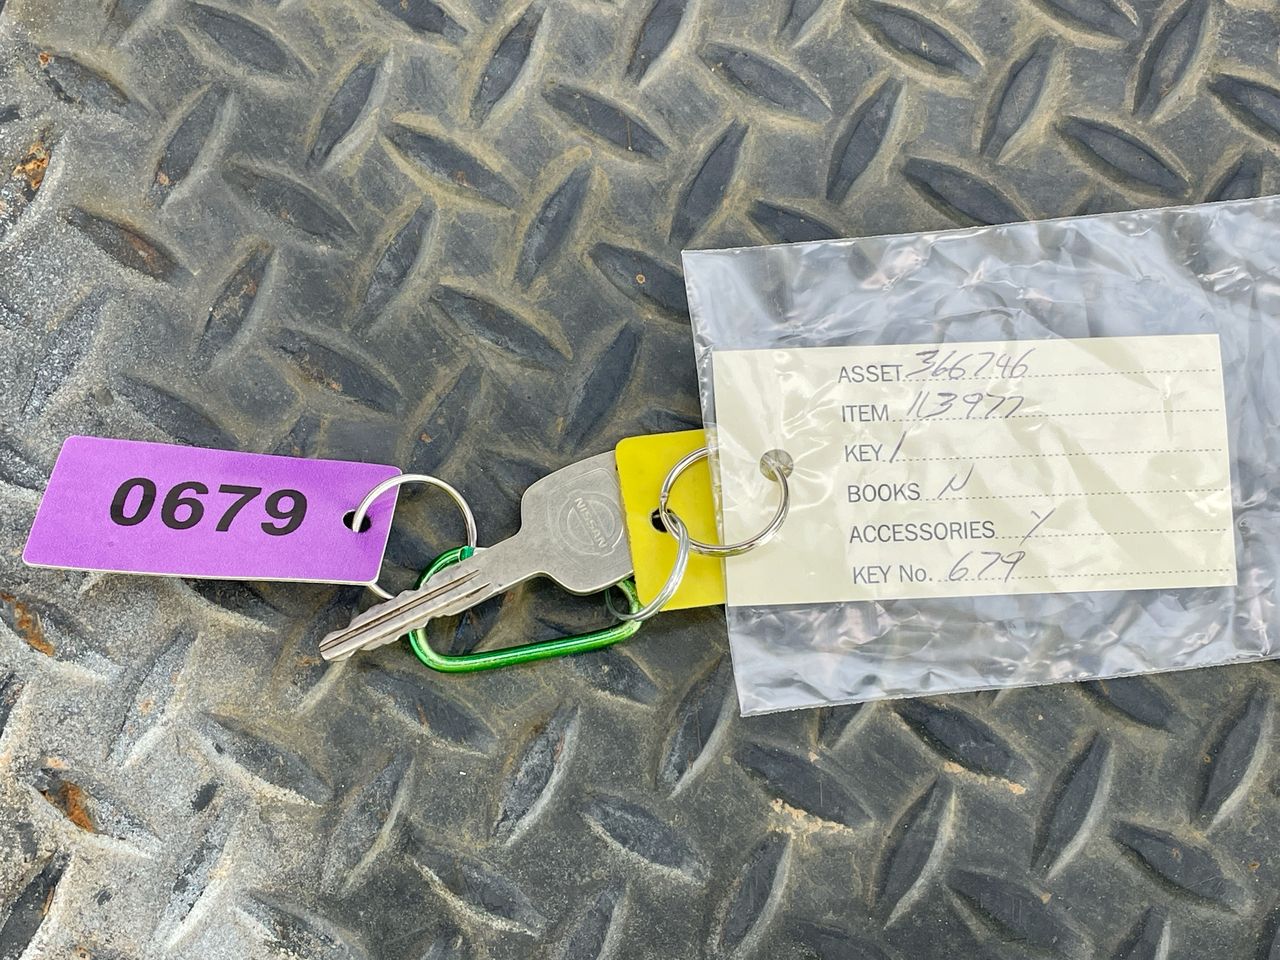 0679
NISSAN
ASSET 366746
ITEM 113977
KEY 1
BOOKS N
ACCESSORIES
KEY No. 679